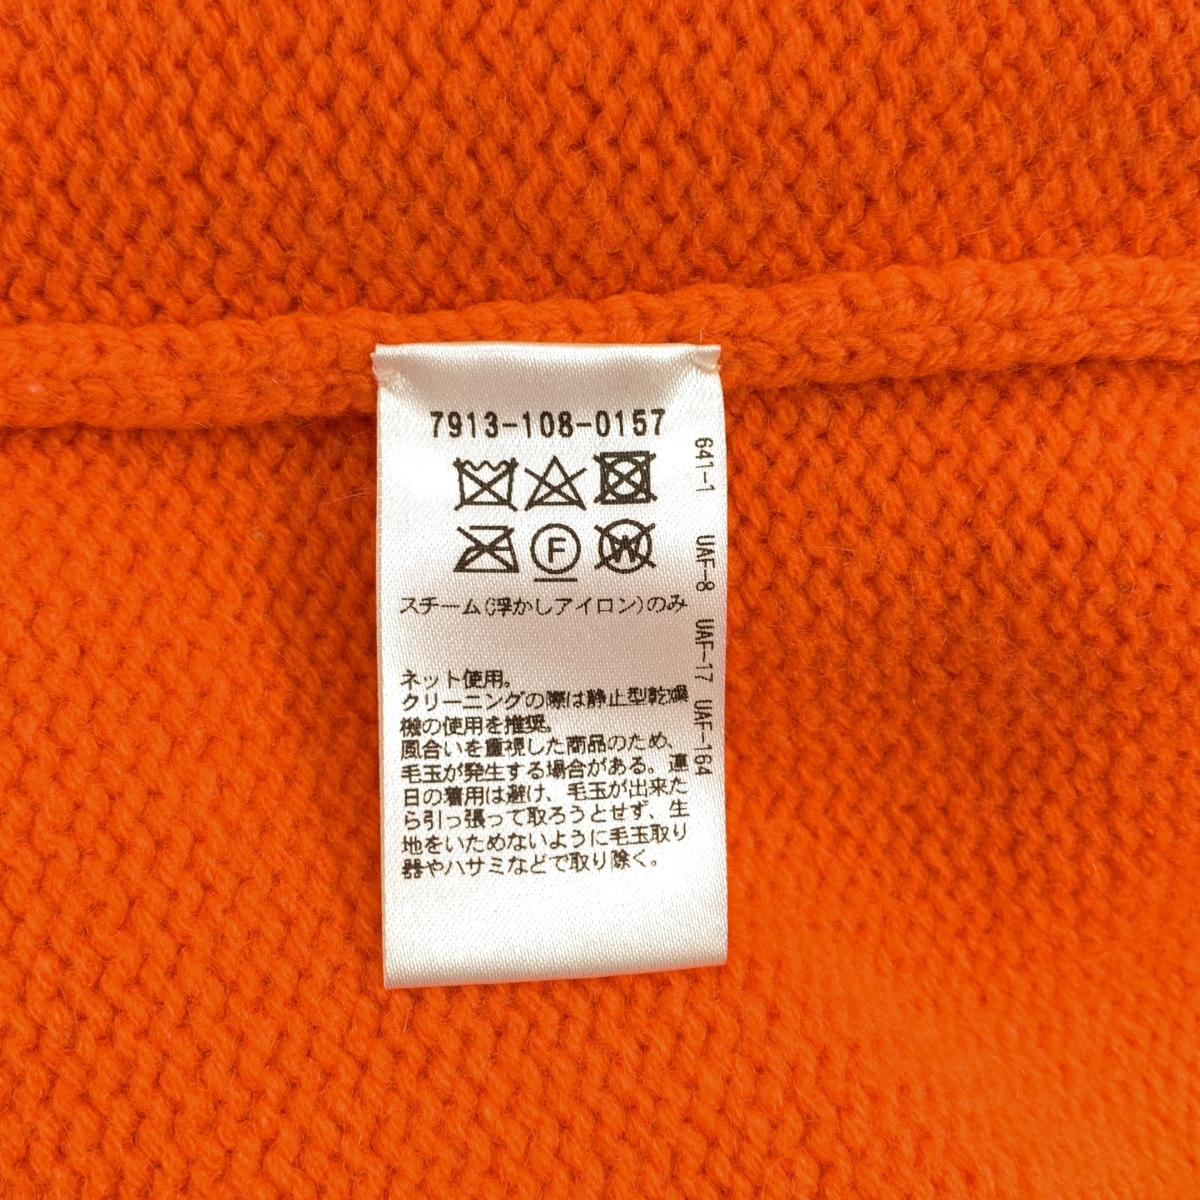 7913-108-0157
F
W
スチーム(浮かしアイロン)のみ
ネット使用。
クリーニングの際は静止型乾燥
機の使用を推奨。
風合いを重視した商品のため、
毛玉が発生する場合がある。連
日の着用は避け、毛玉が出来た
ら引っ張って取ろうとせず、生
地をいためないように毛玉取り
器やハサミなどで取り除く。
641-1 UAF-8 UAF-17 UAF-164